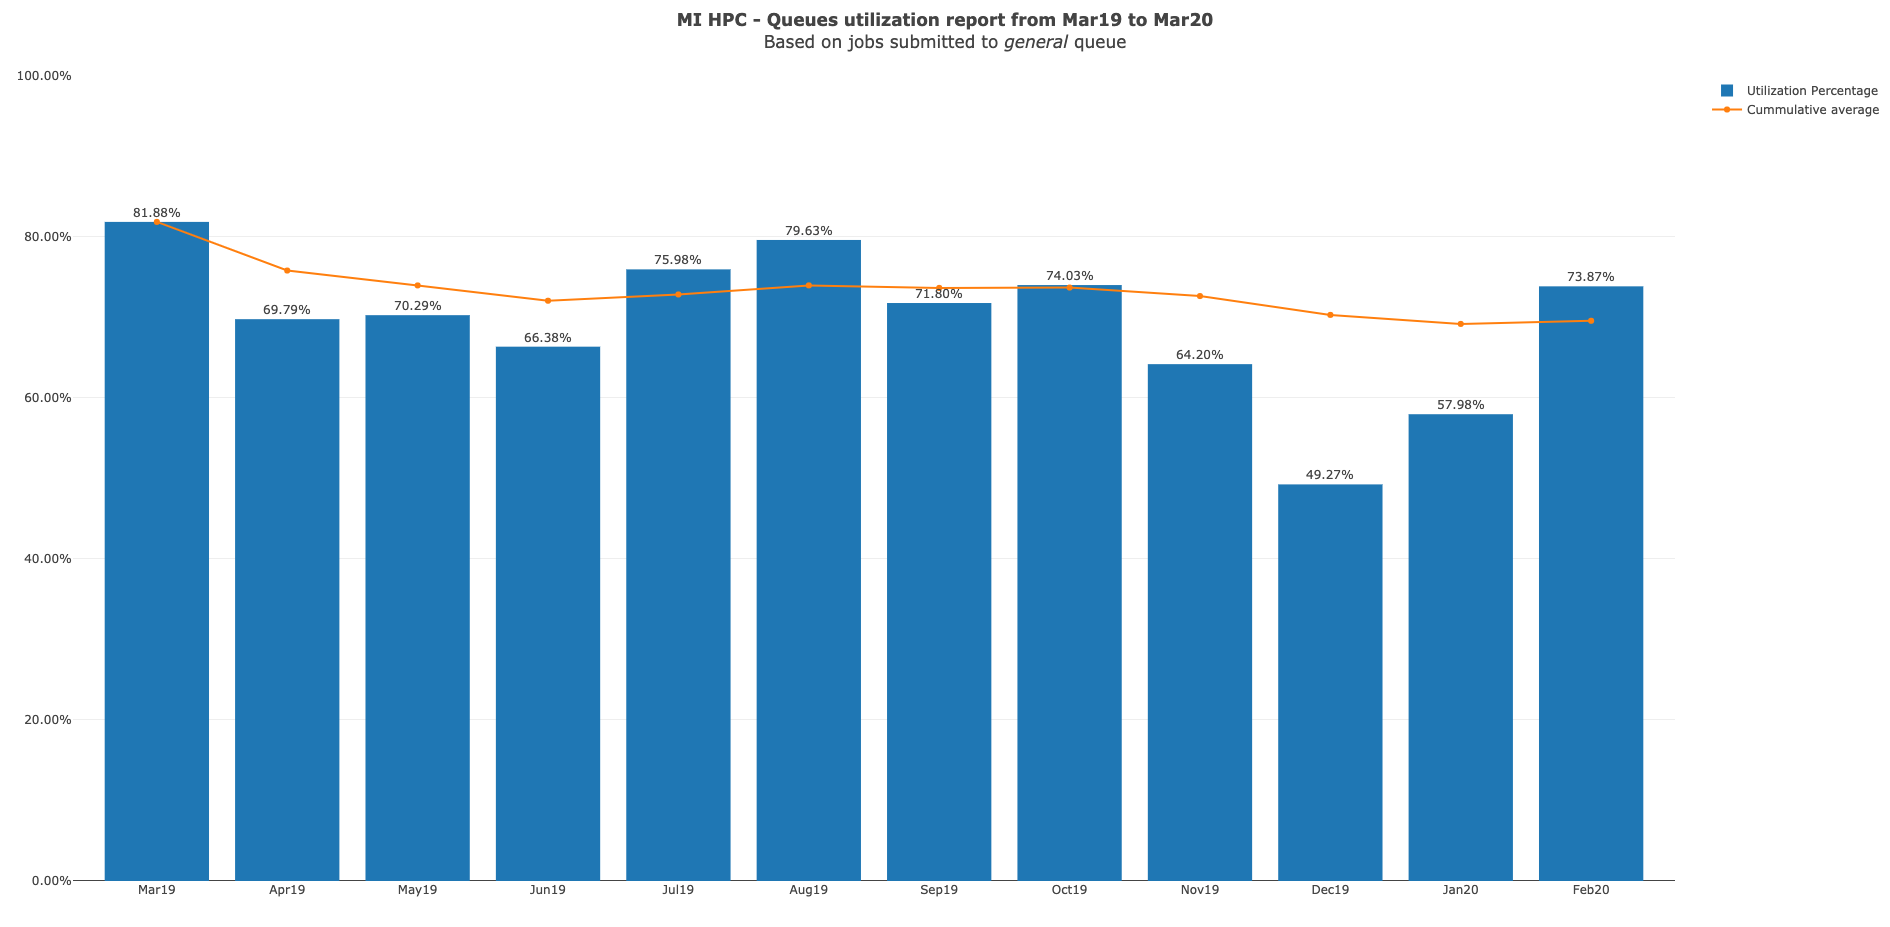 MI HPC - Queues utilization report from Mar19 to Mar20
Based on jobs submitted to general queue
100.00%
80.00%
60.00%
40.00%
20.00%
0.00%
Utilization Percentage
Cummulative average
81.88%
69.79%
70.29%
66.38%
75.98%
79.63%
71.80%
74.03%
64.20%
49.27%
57.98%
73.87%
Mar19
Apr19
May19
Jun19
Jul19
Aug19
Sep19
Oct19
Nov19
Dec19
Jan20
Feb20